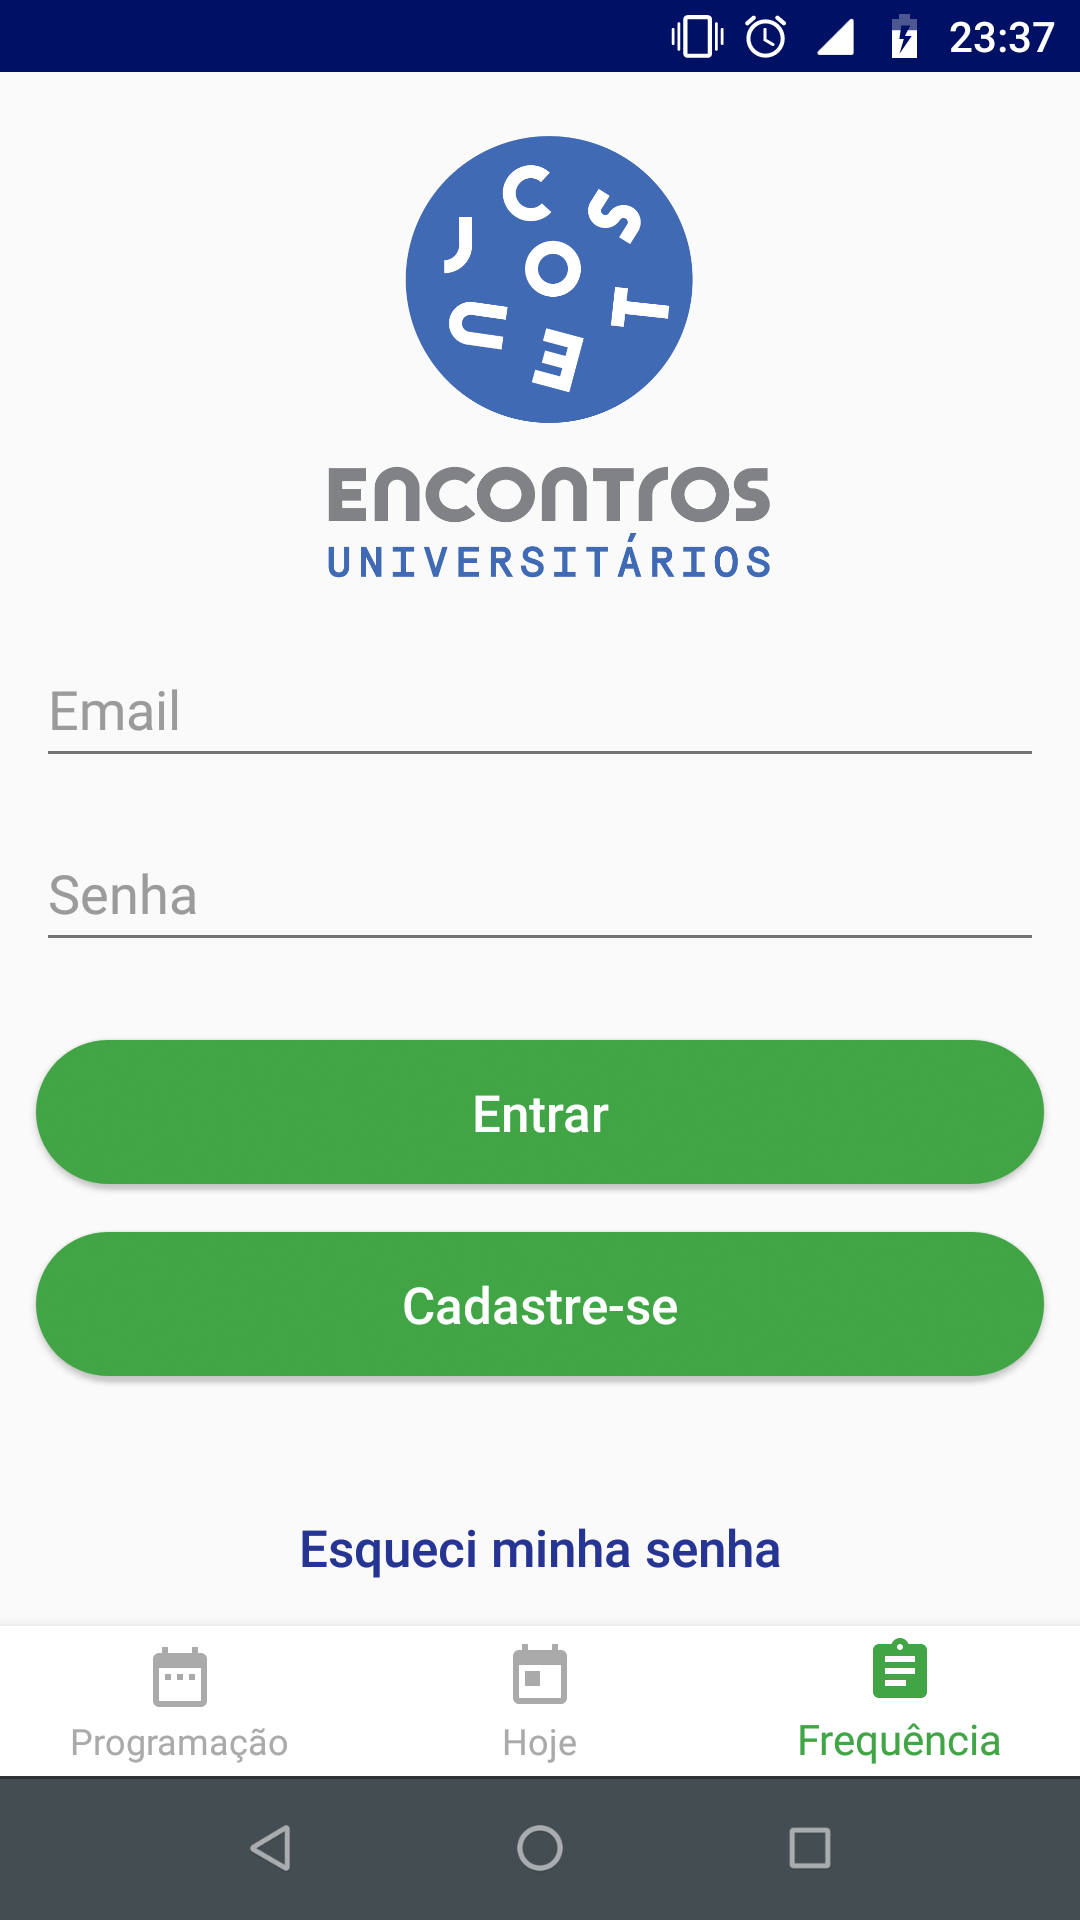 23:37
C
S
J
O
T
U
E
ENCONTROS
UNIVERSITÁRIOS
Email
Senha
Entrar
Cadastre-se
Esqueci minha senha
Programação
Hoje
Frequência